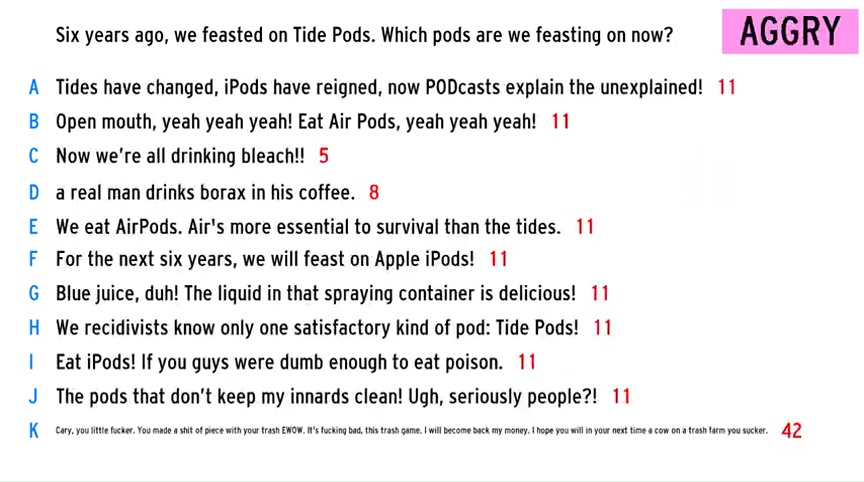 Six years ago, we feasted on Tide Pods. Which pods are we feasting on now?
AGGRY
A Tides have changed, iPods have reigned, now PODcasts explain the unexplained! 11
B Open mouth, yeah yeah yeah! Eat Air Pods, yeah yeah yeah! 11
C Now we're all drinking bleach!! 5
D a real man drinks borax in his coffee. 8
E We eat AirPods. Air's more essential to survival than the tides. 11
F For the next six years, we will feast on Apple iPods! 11
G Blue juice, duh! The liquid in that spraying container is delicious! 11
H We recidivists know only one satisfactory kind of pod: Tide Pods! 11
I Eat iPods! If you guys were dumb enough to eat poison. 11
J The pods that don't keep my innards clean! Ugh, seriously people?! 11
K Cary, you little fucker. You made a shit of piece with your trash EWOW. It's fucking bad, this trash game. I will become back my money. I hope you will in your next time a cow on a trash farm you sucker. 42